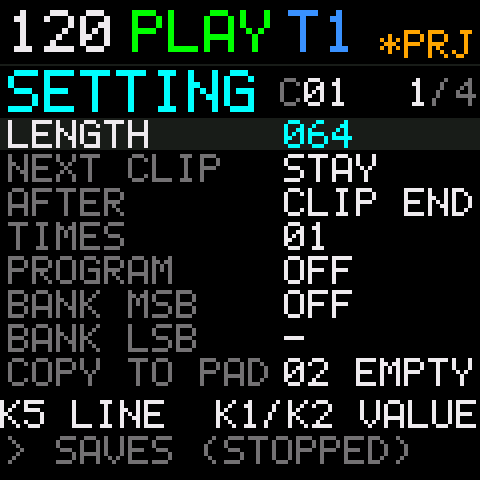 120 PLAY T1 *PRJ
SETTING C01 1/4
LENGTH 064
NEXT CLIP STAY
AFTER CLIP END
TIMES 01
PROGRAM OFF
BANK MSB OFF
BANK LSB –
COPY TO PAD 02 EMPTY
K5 LINE K1/K2 VALUE
> SAVES (STOPPED)